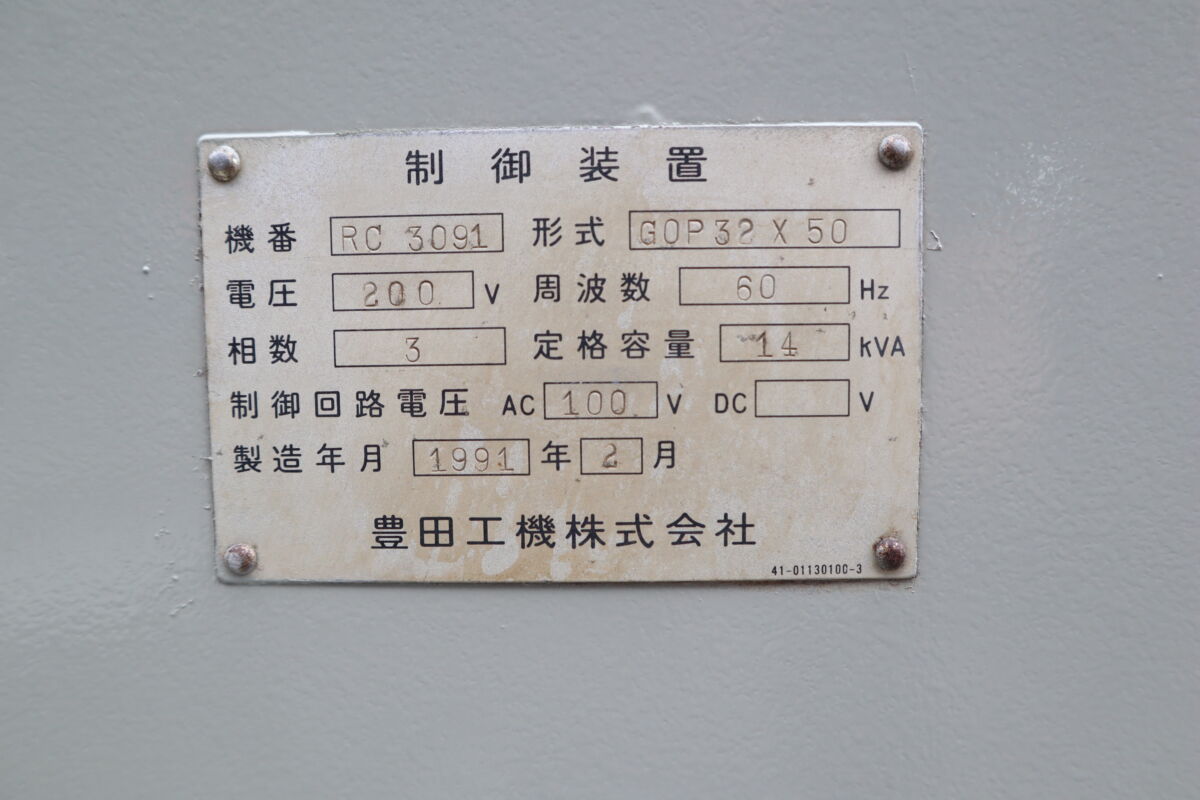 制御装置
機番 RC 3091 形式 GOP32 X 50
電圧 200 V 周波数 60 Hz
相数 3 定格容量 14 kVA
制御回路電圧 AC 100 V DC V
製造年月 1991 年 2 月
豊田工機株式会社
41-0113010C-3